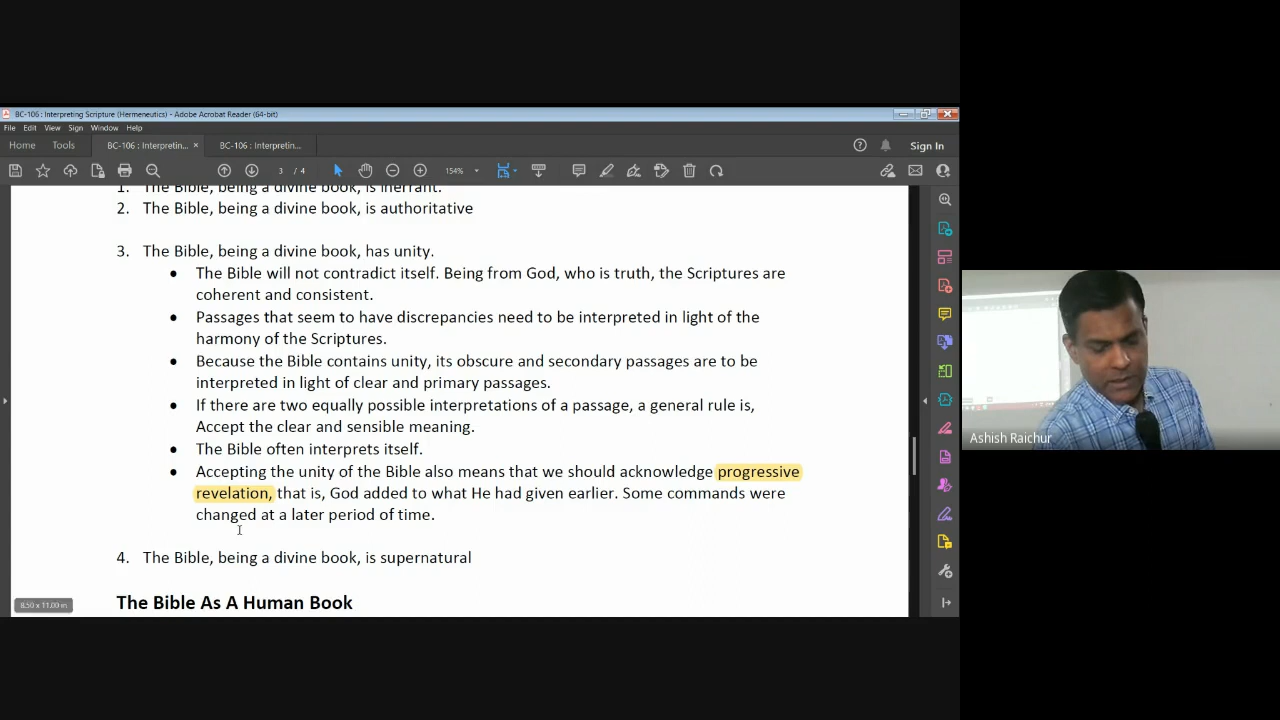 BC-106 : Interpreting Scripture (Hermeneutics) - Adobe Acrobat Reader (64-bit)
File Edit View Sign Window Help
Home Tools BC-106 : Interpretin... × BC-106 : Interpretin... Sign In
3 / 4 154%
1. The Bible, being a divine book, is inerrant.
2. The Bible, being a divine book, is authoritative
3. The Bible, being a divine book, has unity.
• The Bible will not contradict itself. Being from God, who is truth, the Scriptures are
coherent and consistent.
• Passages that seem to have discrepancies need to be interpreted in light of the
harmony of the Scriptures.
• Because the Bible contains unity, its obscure and secondary passages are to be
interpreted in light of clear and primary passages.
• If there are two equally possible interpretations of a passage, a general rule is,
Accept the clear and sensible meaning.
• The Bible often interprets itself.
• Accepting the unity of the Bible also means that we should acknowledge progressive
revelation, that is, God added to what He had given earlier. Some commands were
changed at a later period of time.
4. The Bible, being a divine book, is supernatural
The Bible As A Human Book
8.50 x 11.00 in
Ashish Raichur